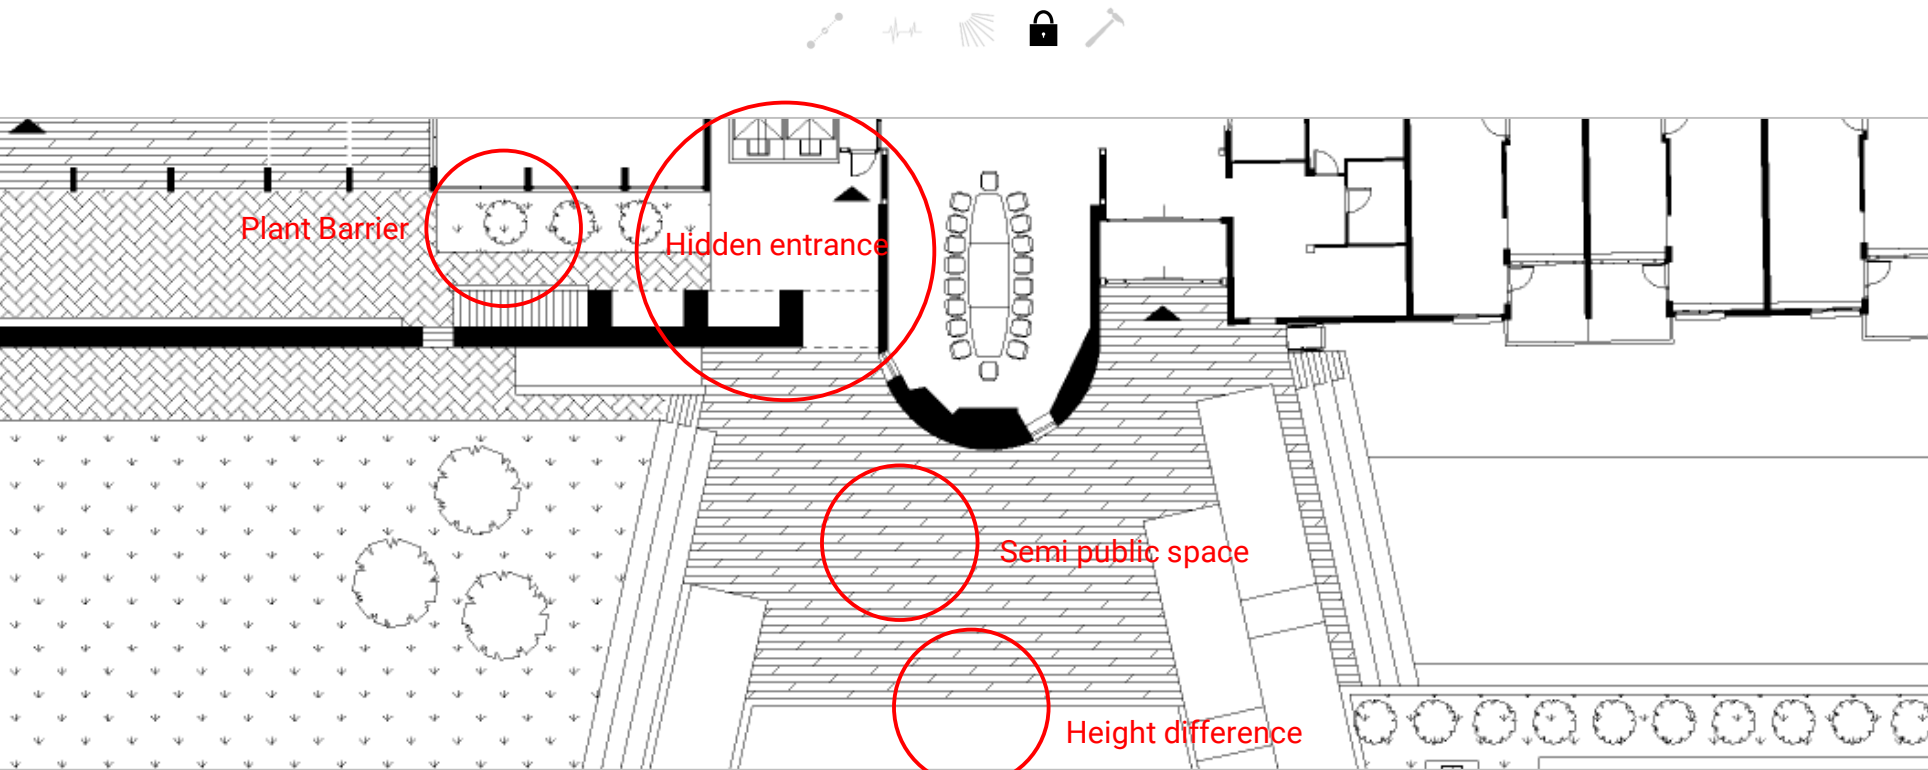 Plant Barrier
Hidden entrance
Semi public space
Height difference